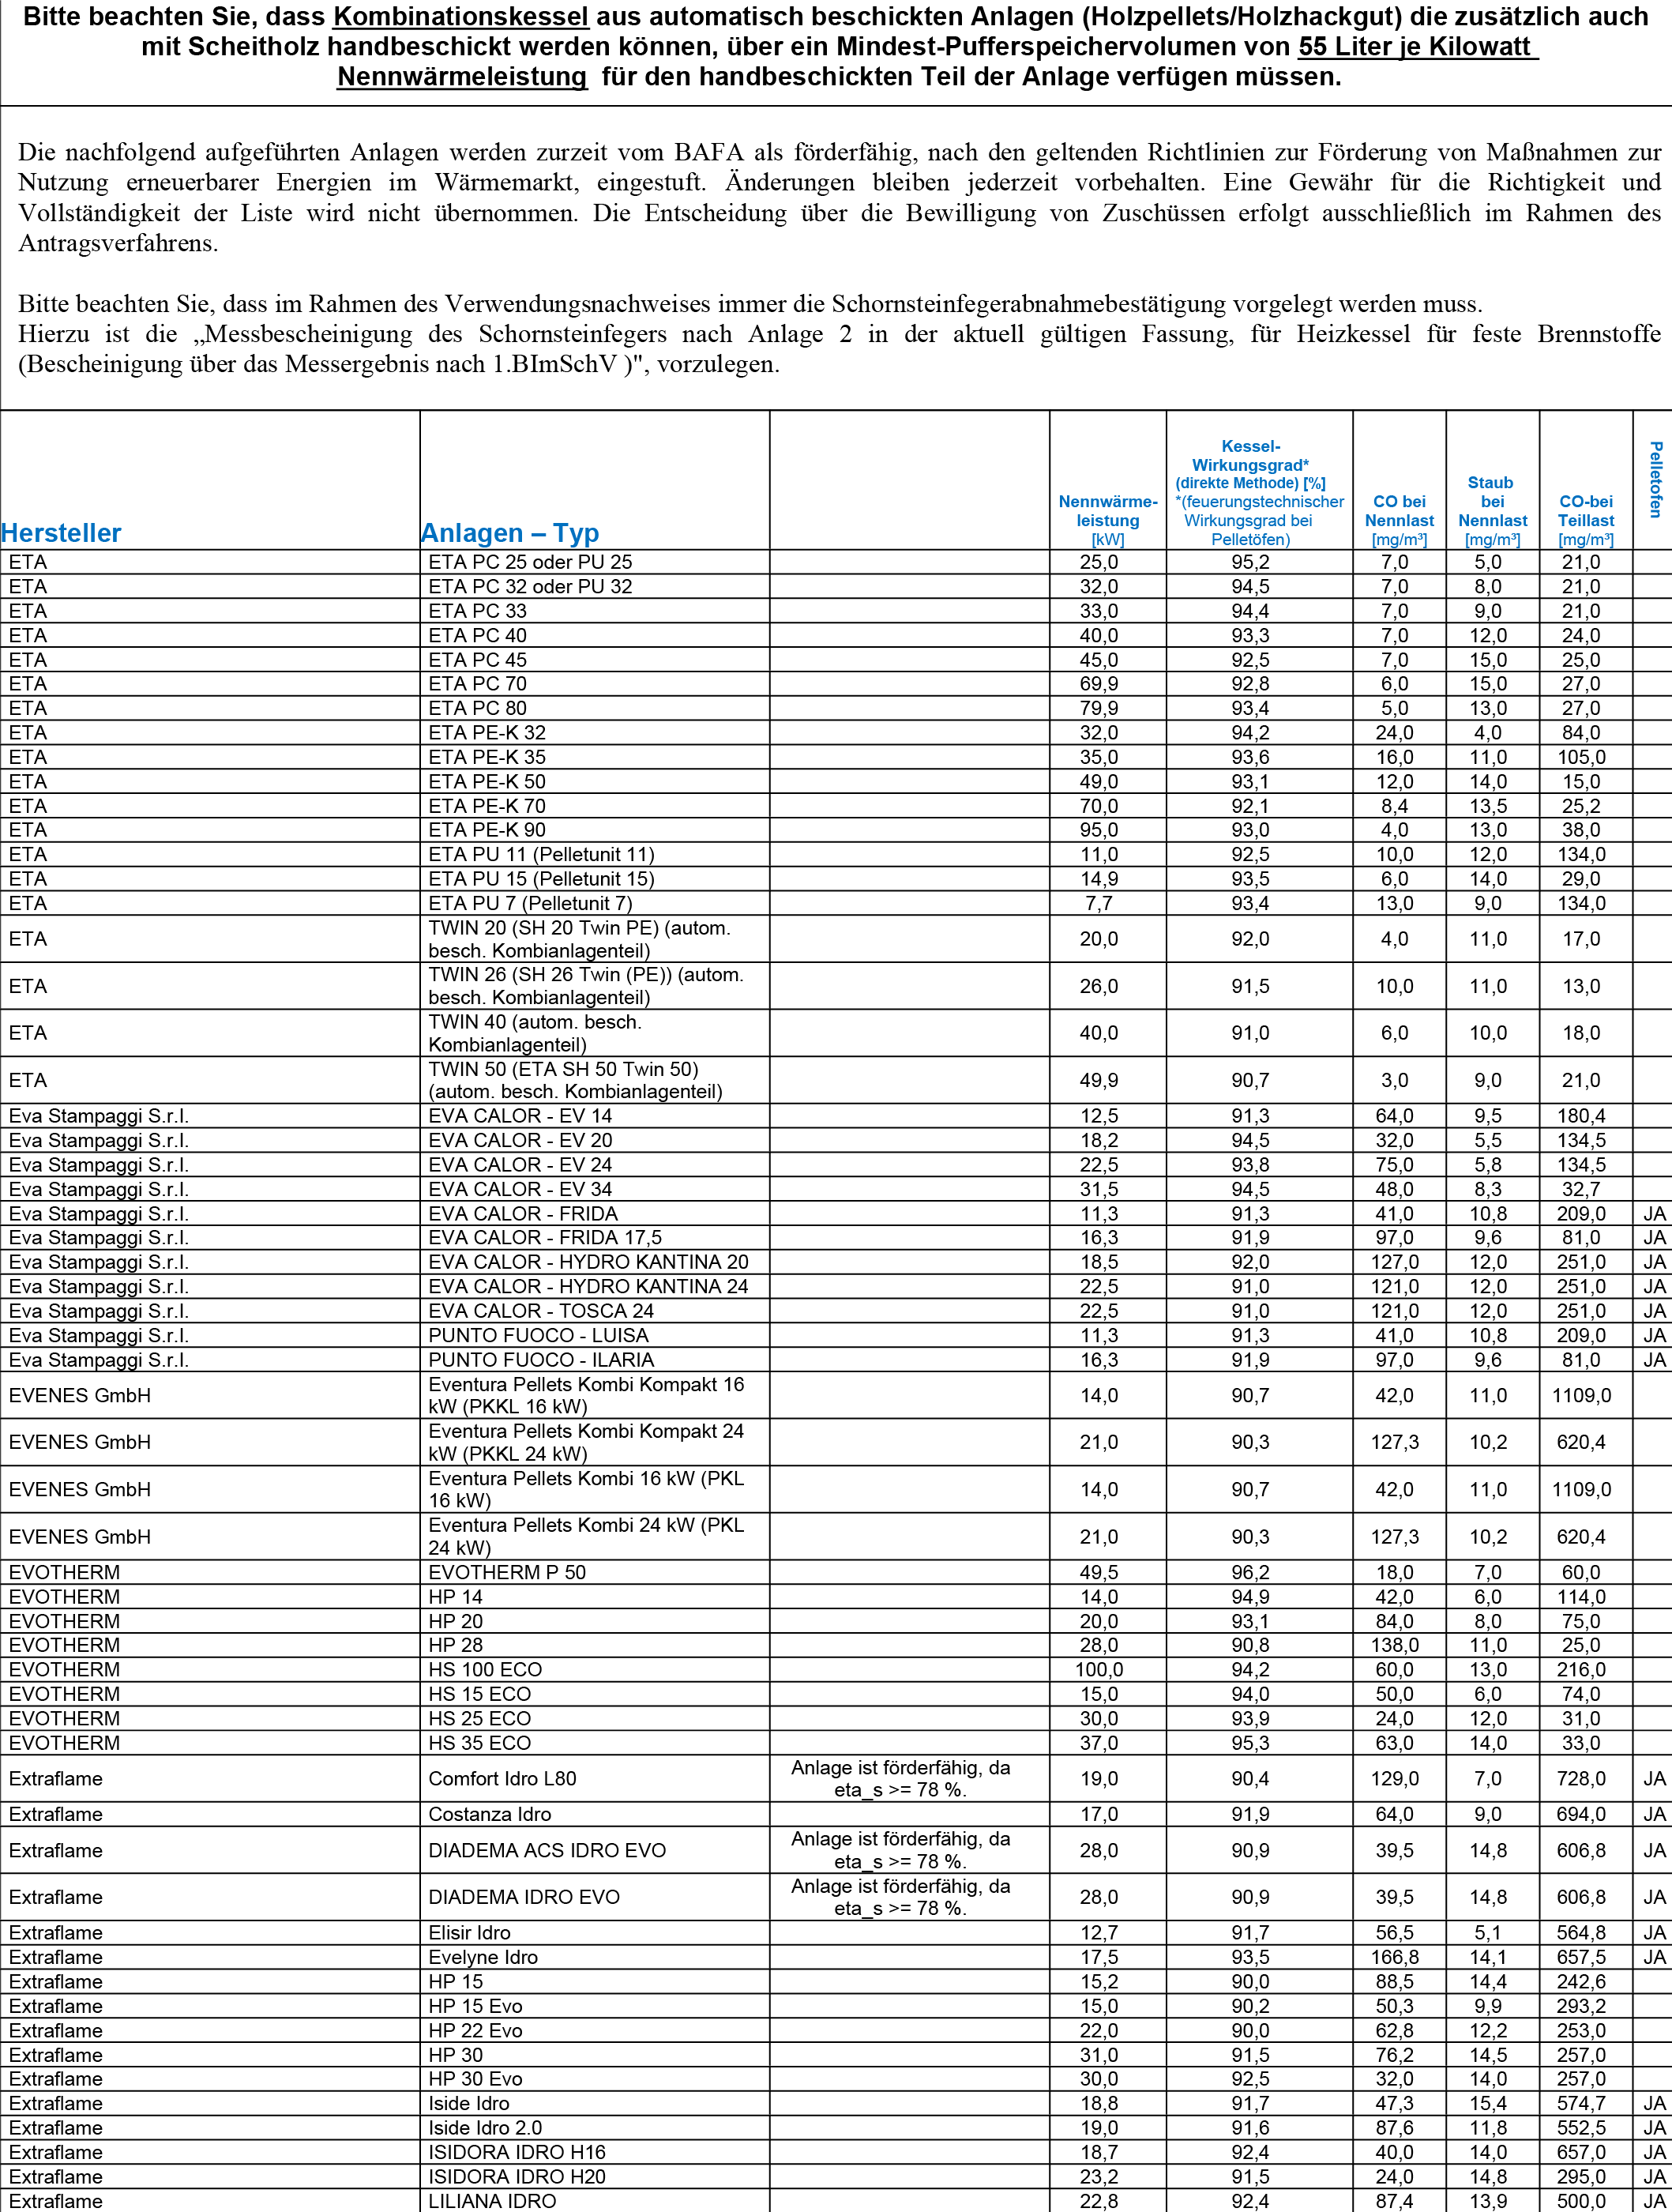 Bitte beachten Sie, dass Kombinationskessel aus automatisch beschickten Anlagen (Holzpellets/Holzhackgut) die zusätzlich auch
mit Scheitholz handbeschickt werden können, über ein Mindest-Pufferspeichervolumen von 55 Liter je Kilowatt
Nennwärmeleistung für den handbeschickten Teil der Anlage verfügen müssen.
Die nachfolgend aufgeführten Anlagen werden zurzeit vom BAFA als förderfähig, nach den geltenden Richtlinien zur Förderung von Maßnahmen zur
Nutzung erneuerbarer Energien im Wärmemarkt, eingestuft. Änderungen bleiben jederzeit vorbehalten. Eine Gewähr für die Richtigkeit und
Vollständigkeit der Liste wird nicht übernommen. Die Entscheidung über die Bewilligung von Zuschüssen erfolgt ausschließlich im Rahmen des
Antragsverfahrens.
Bitte beachten Sie, dass im Rahmen des Verwendungsnachweises immer die Schornsteinfegerabnahmebestätigung vorgelegt werden muss.
Hierzu ist die „Messbescheinigung des Schornsteinfegers nach Anlage 2 in der aktuell gültigen Fassung, für Heizkessel für feste Brennstoffe
(Bescheinigung über das Messergebnis nach 1.BImSchV )", vorzulegen.
Hersteller
Anlagen – Typ
Nennwärme-
leistung
[kW]
Kessel-
Wirkungsgrad*
(direkte Methode) [%]
*(feuerungstechnischer
Wirkungsgrad bei
Pelletöfen)
CO bei
Nennlast
[mg/m³]
Staub
bei
Nennlast
[mg/m³]
CO-bei
Teillast
[mg/m³]
Pelletofen
ETA ETA PC 25 oder PU 25 25,0 95,2 7,0 5,0 21,0
ETA ETA PC 32 oder PU 32 32,0 94,5 7,0 8,0 21,0
ETA ETA PC 33 33,0 94,4 7,0 9,0 21,0
ETA ETA PC 40 40,0 93,3 7,0 12,0 24,0
ETA ETA PC 45 45,0 92,5 7,0 15,0 25,0
ETA ETA PC 70 69,9 92,8 6,0 15,0 27,0
ETA ETA PC 80 79,9 93,4 5,0 13,0 27,0
ETA ETA PE-K 32 32,0 94,2 24,0 4,0 84,0
ETA ETA PE-K 35 35,0 93,6 16,0 11,0 105,0
ETA ETA PE-K 50 49,0 93,1 12,0 14,0 15,0
ETA ETA PE-K 70 70,0 92,1 8,4 13,5 25,2
ETA ETA PE-K 90 95,0 93,0 4,0 13,0 38,0
ETA ETA PU 11 (Pelletunit 11) 11,0 92,5 10,0 12,0 134,0
ETA ETA PU 15 (Pelletunit 15) 14,9 93,5 6,0 14,0 29,0
ETA ETA PU 7 (Pelletunit 7) 7,7 93,4 13,0 9,0 134,0
TWIN 20 (SH 20 Twin PE) (autom.
ETA besch. Kombianlagenteil) 20,0 92,0 4,0 11,0 17,0
TWIN 26 (SH 26 Twin (PE)) (autom.
ETA besch. Kombianlagenteil) 26,0 91,5 10,0 11,0 13,0
TWIN 40 (autom. besch.
ETA Kombianlagenteil) 40,0 91,0 6,0 10,0 18,0
TWIN 50 (ETA SH 50 Twin 50)
ETA (autom. besch. Kombianlagenteil) 49,9 90,7 3,0 9,0 21,0
Eva Stampaggi S.r.l. EVA CALOR - EV 14 12,5 91,3 64,0 9,5 180,4
Eva Stampaggi S.r.l. EVA CALOR - EV 20 18,2 94,5 32,0 5,5 134,5
Eva Stampaggi S.r.l. EVA CALOR - EV 24 22,5 93,8 75,0 5,8 134,5
Eva Stampaggi S.r.l. EVA CALOR - EV 34 31,5 94,5 48,0 8,3 32,7
Eva Stampaggi S.r.l. EVA CALOR - FRIDA 11,3 91,3 41,0 10,8 209,0 JA
Eva Stampaggi S.r.l. EVA CALOR - FRIDA 17,5 16,3 91,9 97,0 9,6 81,0 JA
Eva Stampaggi S.r.l. EVA CALOR - HYDRO KANTINA 20 18,5 92,0 127,0 12,0 251,0 JA
Eva Stampaggi S.r.l. EVA CALOR - HYDRO KANTINA 24 22,5 91,0 121,0 12,0 251,0 JA
Eva Stampaggi S.r.l. EVA CALOR - TOSCA 24 22,5 91,0 121,0 12,0 251,0 JA
Eva Stampaggi S.r.l. PUNTO FUOCO - LUISA 11,3 91,3 41,0 10,8 209,0 JA
Eva Stampaggi S.r.l. PUNTO FUOCO - ILARIA 16,3 91,9 97,0 9,6 81,0 JA
Eventura Pellets Kombi Kompakt 16
EVENES GmbH kW (PKKL 16 kW) 14,0 90,7 42,0 11,0 1109,0
Eventura Pellets Kombi Kompakt 24
EVENES GmbH kW (PKKL 24 kW) 21,0 90,3 127,3 10,2 620,4
Eventura Pellets Kombi 16 kW (PKL
EVENES GmbH 16 kW) 14,0 90,7 42,0 11,0 1109,0
Eventura Pellets Kombi 24 kW (PKL
EVENES GmbH 24 kW) 21,0 90,3 127,3 10,2 620,4
EVOTHERM EVOTHERM P 50 49,5 96,2 18,0 7,0 60,0
EVOTHERM HP 14 14,0 94,9 42,0 6,0 114,0
EVOTHERM HP 20 20,0 93,1 84,0 8,0 75,0
EVOTHERM HP 28 28,0 90,8 138,0 11,0 25,0
EVOTHERM HS 100 ECO 100,0 94,2 60,0 13,0 216,0
EVOTHERM HS 15 ECO 15,0 94,0 50,0 6,0 74,0
EVOTHERM HS 25 ECO 30,0 93,9 24,0 12,0 31,0
EVOTHERM HS 35 ECO 37,0 95,3 63,0 14,0 33,0
Anlage ist förderfähig, da
Extraflame Comfort Idro L80 eta_s >= 78 %. 19,0 90,4 129,0 7,0 728,0 JA
Extraflame Costanza Idro 17,0 91,9 64,0 9,0 694,0 JA
Anlage ist förderfähig, da
Extraflame DIADEMA ACS IDRO EVO eta_s >= 78 %. 28,0 90,9 39,5 14,8 606,8 JA
Anlage ist förderfähig, da
Extraflame DIADEMA IDRO EVO eta_s >= 78 %. 28,0 90,9 39,5 14,8 606,8 JA
Extraflame Elisir Idro 12,7 91,7 56,5 5,1 564,8 JA
Extraflame Evelyne Idro 17,5 93,5 166,8 14,1 657,5 JA
Extraflame HP 15 15,2 90,0 88,5 14,4 242,6
Extraflame HP 15 Evo 15,0 90,2 50,3 9,9 293,2
Extraflame HP 22 Evo 22,0 90,0 62,8 12,2 253,0
Extraflame HP 30 31,0 91,5 76,2 14,5 257,0
Extraflame HP 30 Evo 30,0 92,5 32,0 14,0 257,0
Extraflame Iside Idro 18,8 91,7 47,3 15,4 574,7 JA
Extraflame Iside Idro 2.0 19,0 91,6 87,6 11,8 552,5 JA
Extraflame ISIDORA IDRO H16 18,7 92,4 40,0 14,0 657,0 JA
Extraflame ISIDORA IDRO H20 23,2 91,5 24,0 14,8 295,0 JA
Extraflame LILIANA IDRO 22,8 92,4 87,4 13,9 500,0 JA